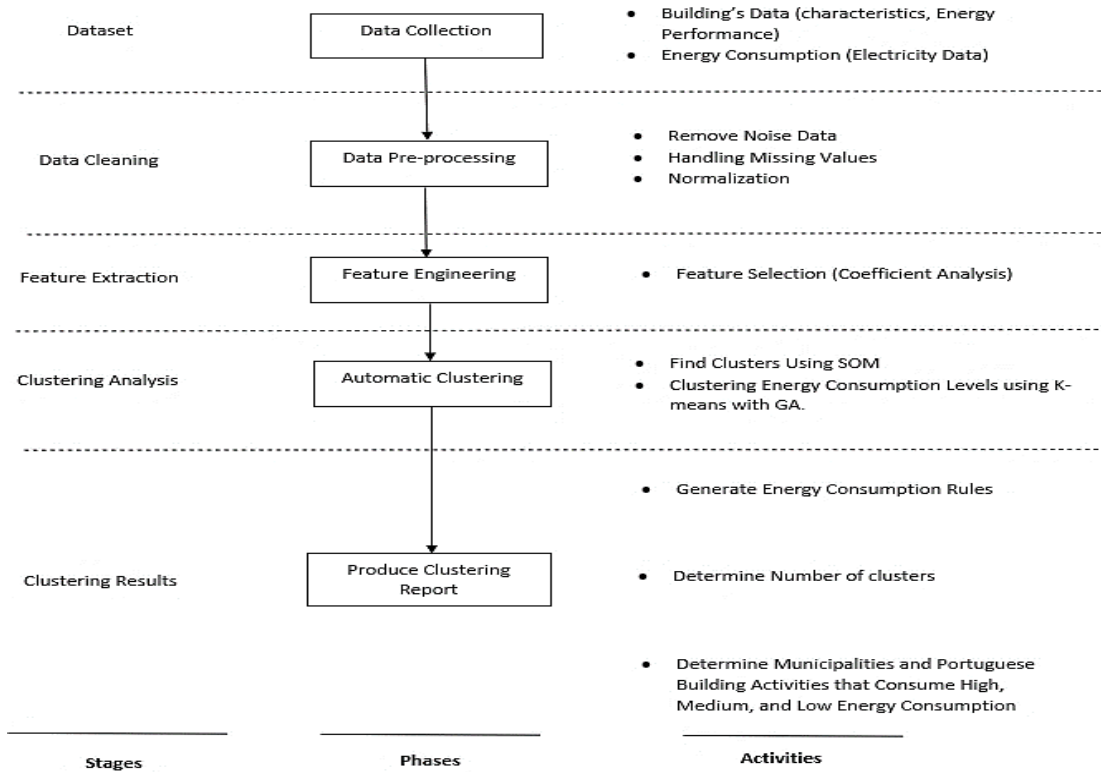 Dataset
Data Collection
• Building's Data (characteristics, Energy
Performance)
• Energy Consumption (Electricity Data)
Data Cleaning
Data Pre-processing
• Remove Noise Data
• Handling Missing Values
• Normalization
Feature Extraction
Feature Engineering
• Feature Selection (Coefficient Analysis)
Clustering Analysis
Automatic Clustering
• Find Clusters Using SOM
• Clustering Energy Consumption Levels using K-
means with GA.
Clustering Results
Produce Clustering
Report
• Generate Energy Consumption Rules
• Determine Number of clusters
• Determine Municipalities and Portuguese
Building Activities that Consume High,
Medium, and Low Energy Consumption
Stages
Phases
Activities